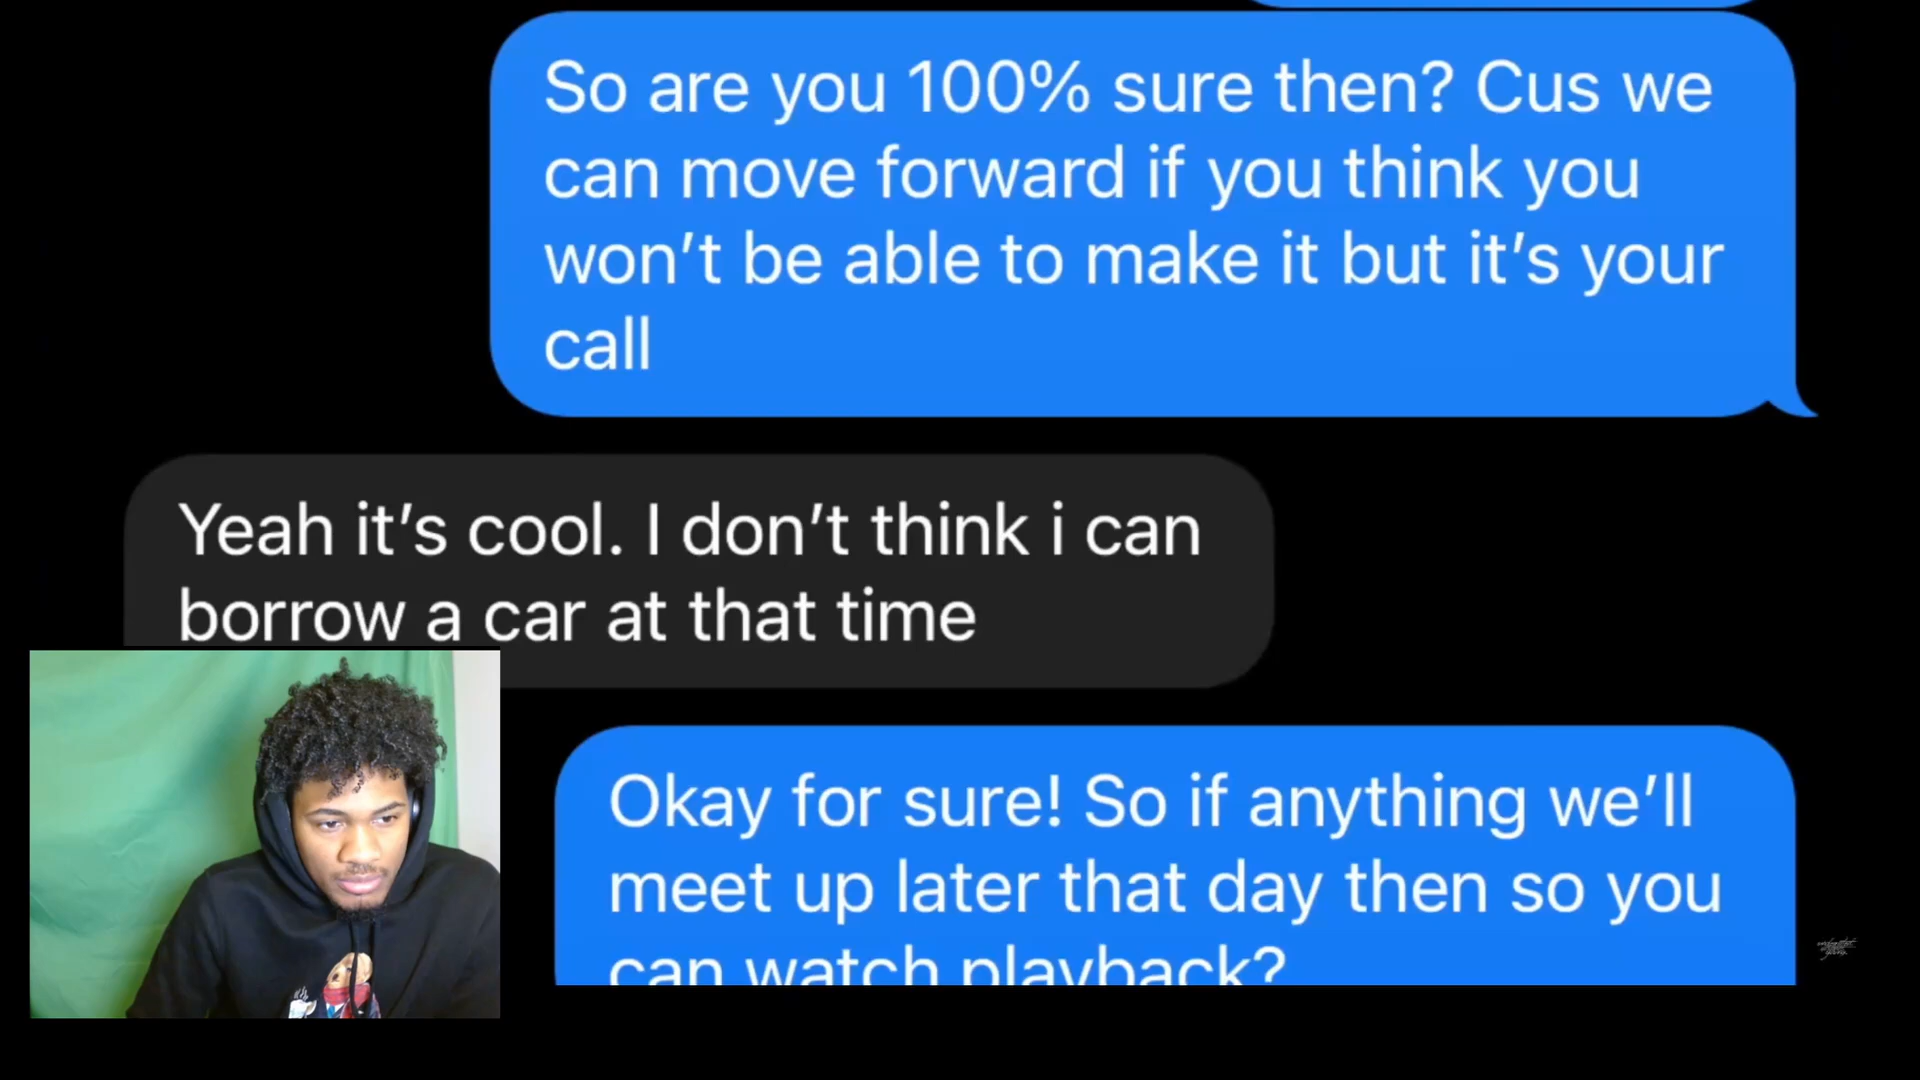 So are you 100% sure then? Cus we
can move forward if you think you
won't be able to make it but it's your
call
Yeah it's cool. I don't think i can
borrow a car at that time
Okay for sure! So if anything we'll
meet up later that day then so you
can watch playback?